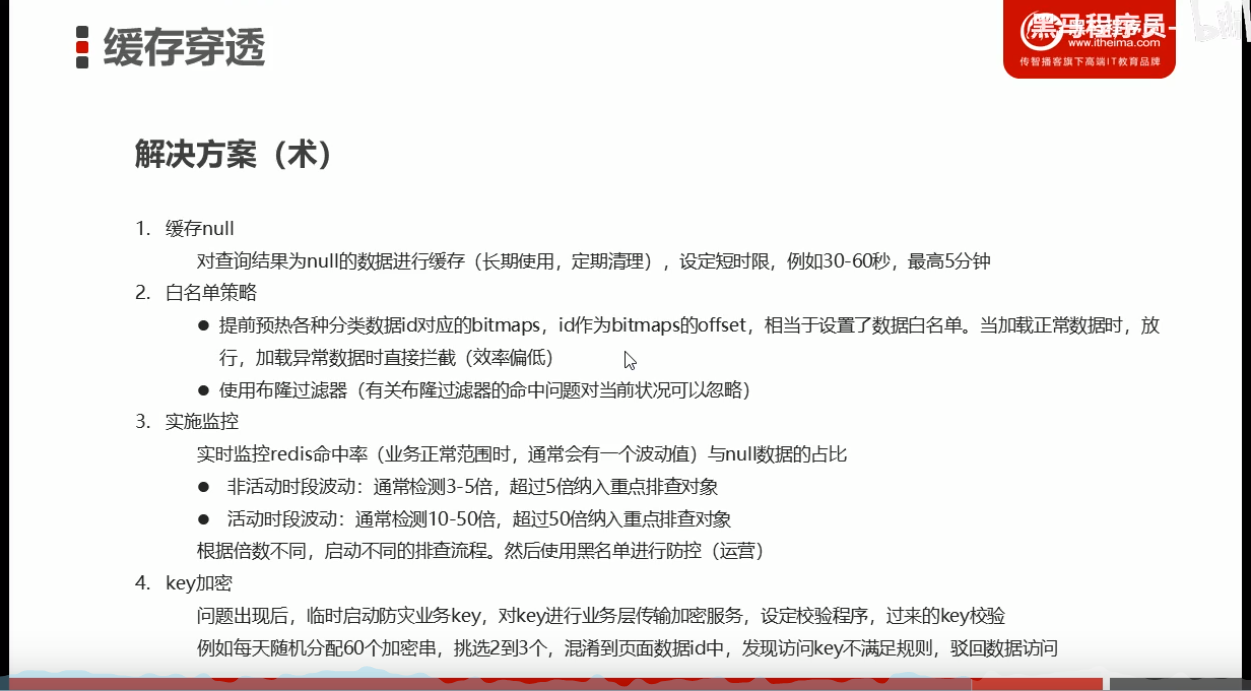 缓存穿透
黑马程序员-
www.itheima.com
传智播客旗下高端IT教育品牌
解决方案（术）
1. 缓存null
对查询结果为null的数据进行缓存（长期使用，定期清理），设定短时限，例如30-60秒，最高5分钟
2. 白名单策略
● 提前预热各种分类数据id对应的bitmaps，id作为bitmaps的offset，相当于设置了数据白名单。当加载正常数据时，放
行，加载异常数据时直接拦截（效率偏低）
● 使用布隆过滤器（有关布隆过滤器的命中问题对当前状况可以忽略）
3. 实施监控
实时监控redis命中率（业务正常范围时，通常会有一个波动值）与null数据的占比
● 非活动时段波动：通常检测3-5倍，超过5倍纳入重点排查对象
● 活动时段波动：通常检测10-50倍，超过50倍纳入重点排查对象
根据倍数不同，启动不同的排查流程。然后使用黑名单进行防控（运营）
4. key加密
问题出现后，临时启动防灾业务key，对key进行业务层传输加密服务，设定校验程序，过来的key校验
例如每天随机分配60个加密串，挑选2到3个，混淆到页面数据id中，发现访问key不满足规则，驳回数据访问